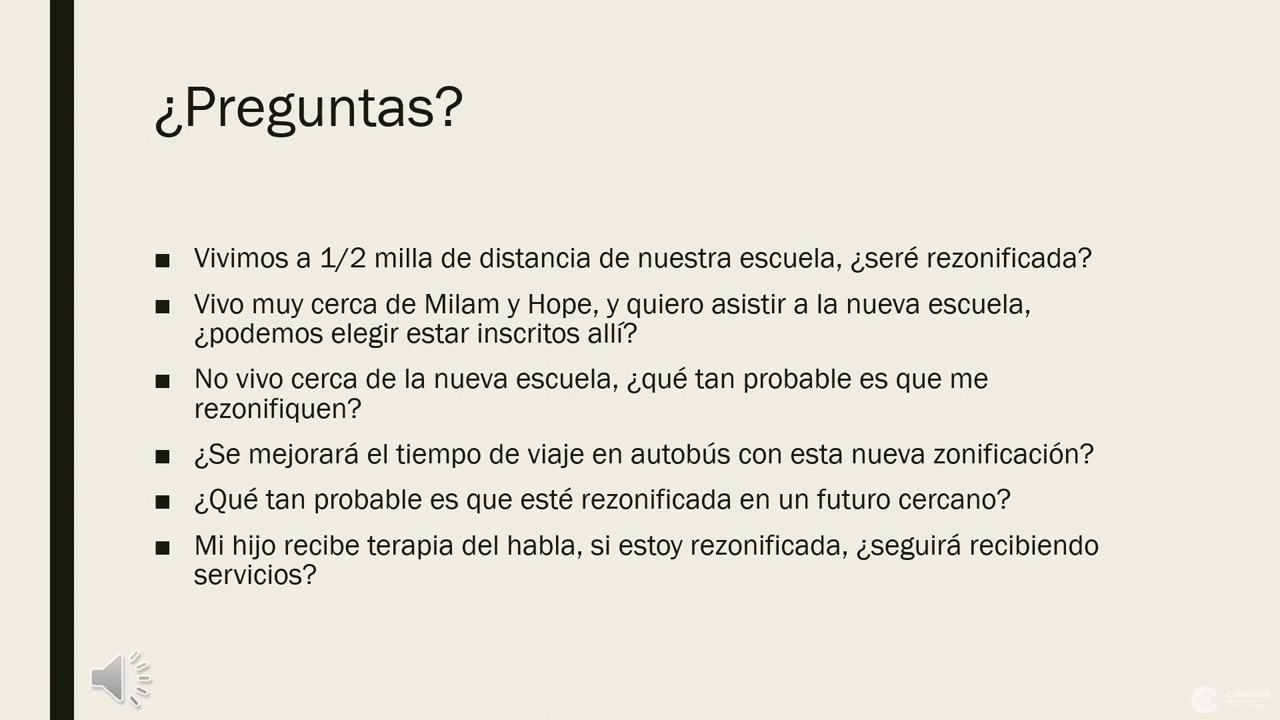 ¿Preguntas?
■ Vivimos a 1/2 milla de distancia de nuestra escuela, ¿seré rezonificada?
■ Vivo muy cerca de Milam y Hope, y quiero asistir a la nueva escuela,
¿podemos elegir estar inscritos allí?
■ No vivo cerca de la nueva escuela, ¿qué tan probable es que me
rezonifiquen?
■ ¿Se mejorará el tiempo de viaje en autobús con esta nueva zonificación?
■ ¿Qué tan probable es que esté rezonificada en un futuro cercano?
■ Mi hijo recibe terapia del habla, si estoy rezonificada, ¿seguirá recibiendo
servicios?